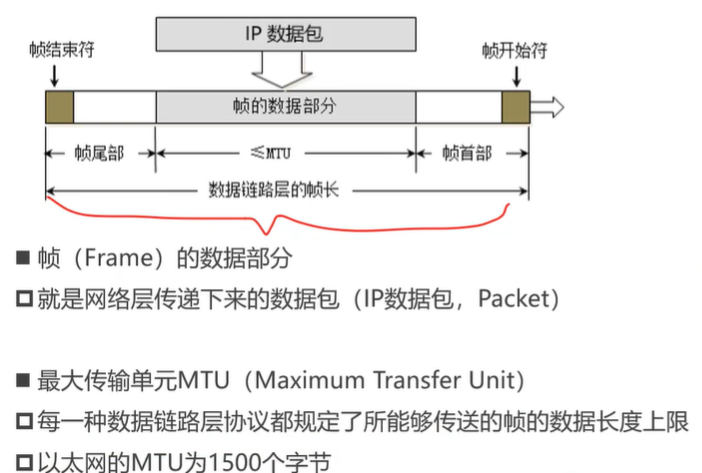 IP 数据包
帧结束符
帧开始符
帧的数据部分
帧尾部
≤MTU
帧首部
数据链路层的帧长
■ 帧（Frame）的数据部分
□ 就是网络层传递下来的数据包（IP数据包，Packet）
■ 最大传输单元MTU（Maximum Transfer Unit）
□ 每一种数据链路层协议都规定了所能够传送的帧的数据长度上限
□ 以太网的MTU为1500个字节